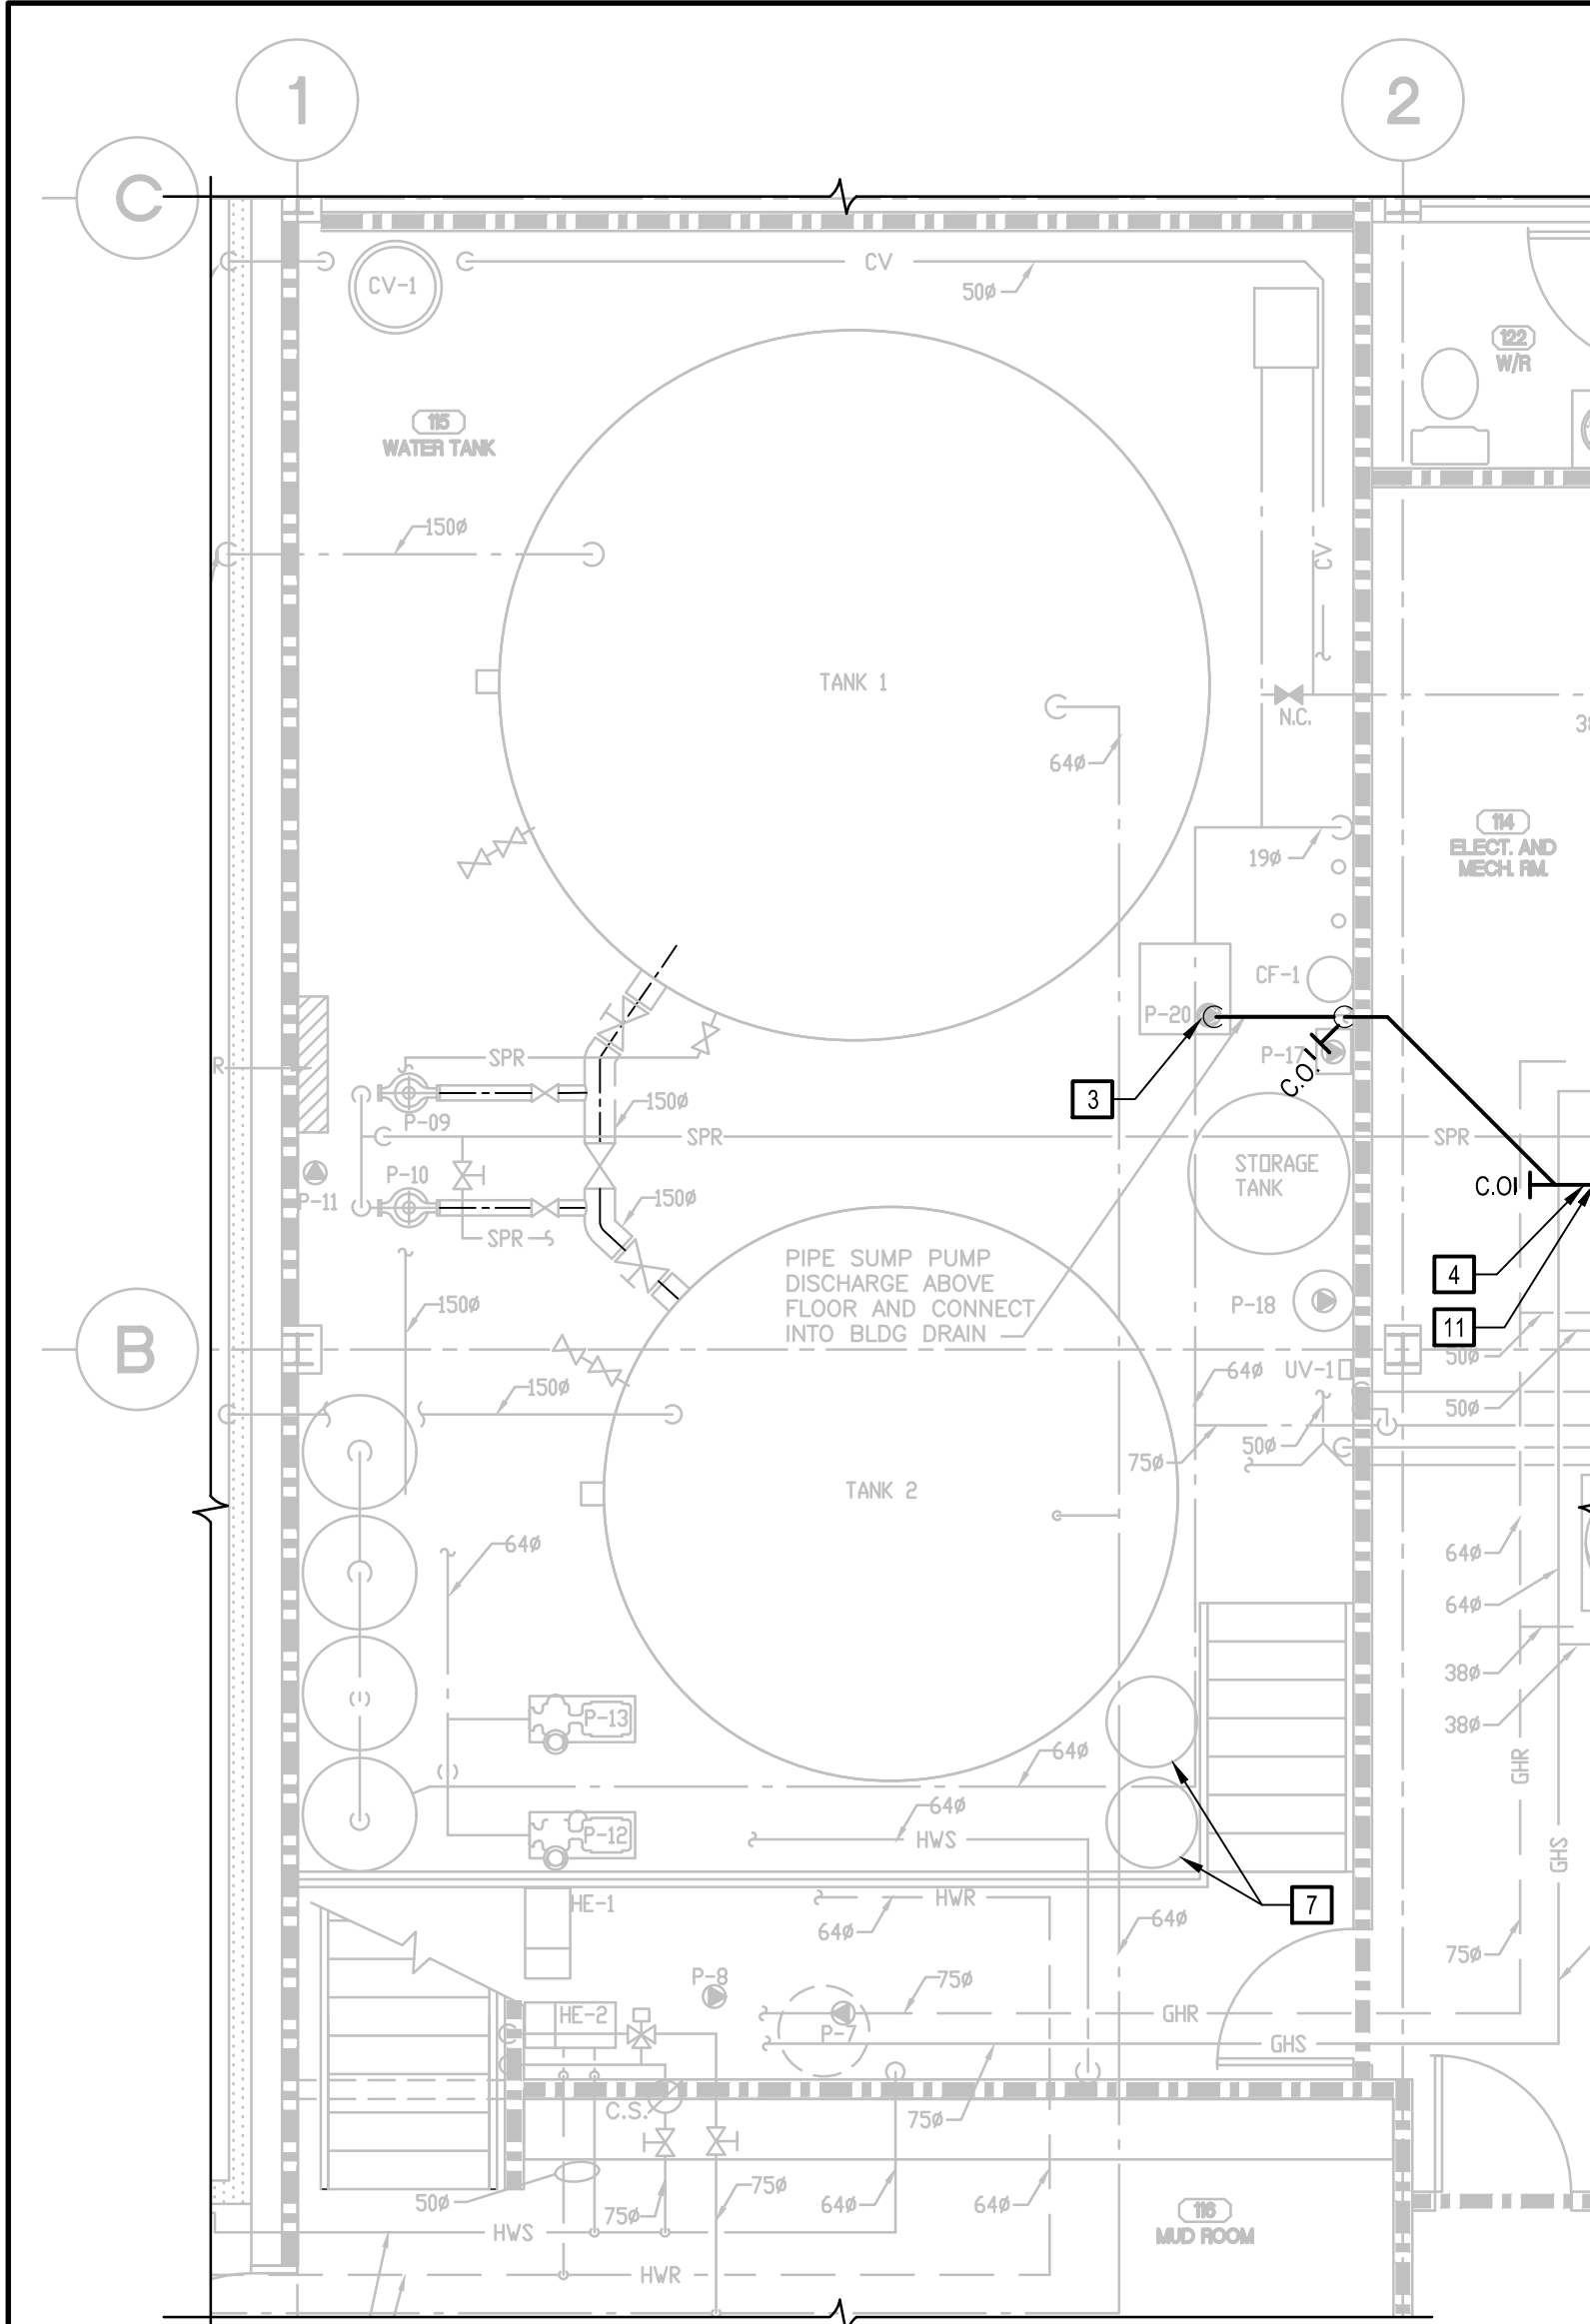 1
2
C
CV
CV-1
50ø
122
W/R
115
WATER TANK
150ø
CV
TANK 1
N.C.
64ø
114
ELECT. AND
MECH. RM.
19ø
CF-1
P-20
P-17
C.O.
SPR
R
3
150ø
P-09
SPR
SPR
P-10
STORAGE
TANK
P-11
C.O.
150ø
SPR
PIPE SUMP PUMP
DISCHARGE ABOVE
FLOOR AND CONNECT
INTO BLDG DRAIN
4
P-18
150ø
11
B
50ø
64ø
UV-1
150ø
50ø
50ø
75ø
TANK 2
64ø
64ø
64ø
38ø
P-13
38ø
64ø
GHR
64ø
P-12
HWS
GHS
HE-1
HWR
7
64ø
64ø
75ø
P-8
75ø
HE-2
P-7
GHR
GHS
C.S.
75ø
50ø
75ø
75ø
64ø
64ø
116
MUD ROOM
HWS
HWR